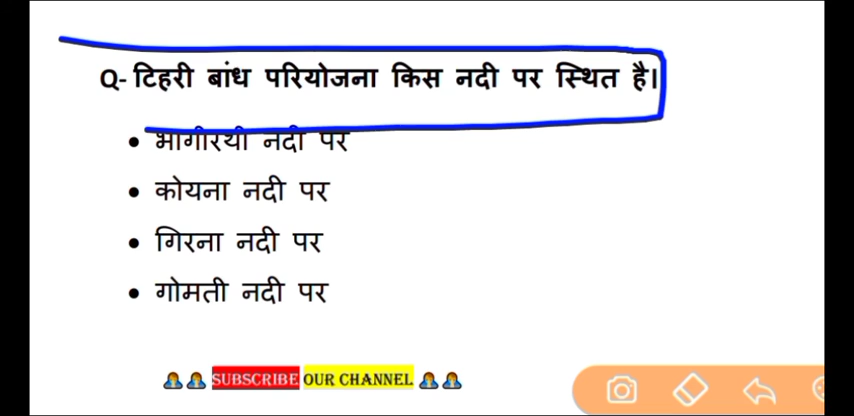 Q- टिहरी बांध परियोजना किस नदी पर स्थित है।
• भागीरथी नदी पर
• कोयना नदी पर
• गिरना नदी पर
• गोमती नदी पर
SUBSCRIBE OUR CHANNEL